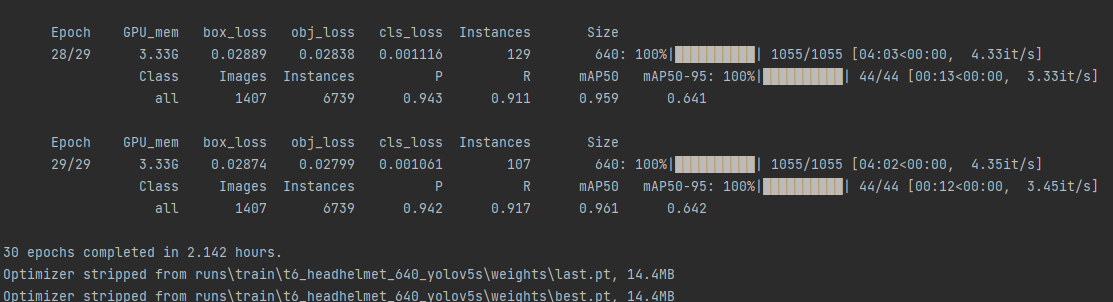 Epoch GPU_mem box_loss obj_loss cls_loss Instances Size
28/29 3.33G 0.02889 0.02838 0.001116 129 640: 100%|██████████| 1055/1055 [04:03<00:00, 4.33it/s]
Class Images Instances P R mAP50 mAP50-95: 100%|██████████| 44/44 [00:13<00:00, 3.33it/s]
all 1407 6739 0.943 0.911 0.959 0.641
Epoch GPU_mem box_loss obj_loss cls_loss Instances Size
29/29 3.33G 0.02874 0.02799 0.001061 107 640: 100%|██████████| 1055/1055 [04:02<00:00, 4.35it/s]
Class Images Instances P R mAP50 mAP50-95: 100%|██████████| 44/44 [00:12<00:00, 3.45it/s]
all 1407 6739 0.942 0.917 0.961 0.642
30 epochs completed in 2.142 hours.
Optimizer stripped from runs\train\t6_headhelmet_640_yolov5s\weights\last.pt, 14.4MB
Optimizer stripped from runs\train\t6_headhelmet_640_yolov5s\weights\best.pt, 14.4MB